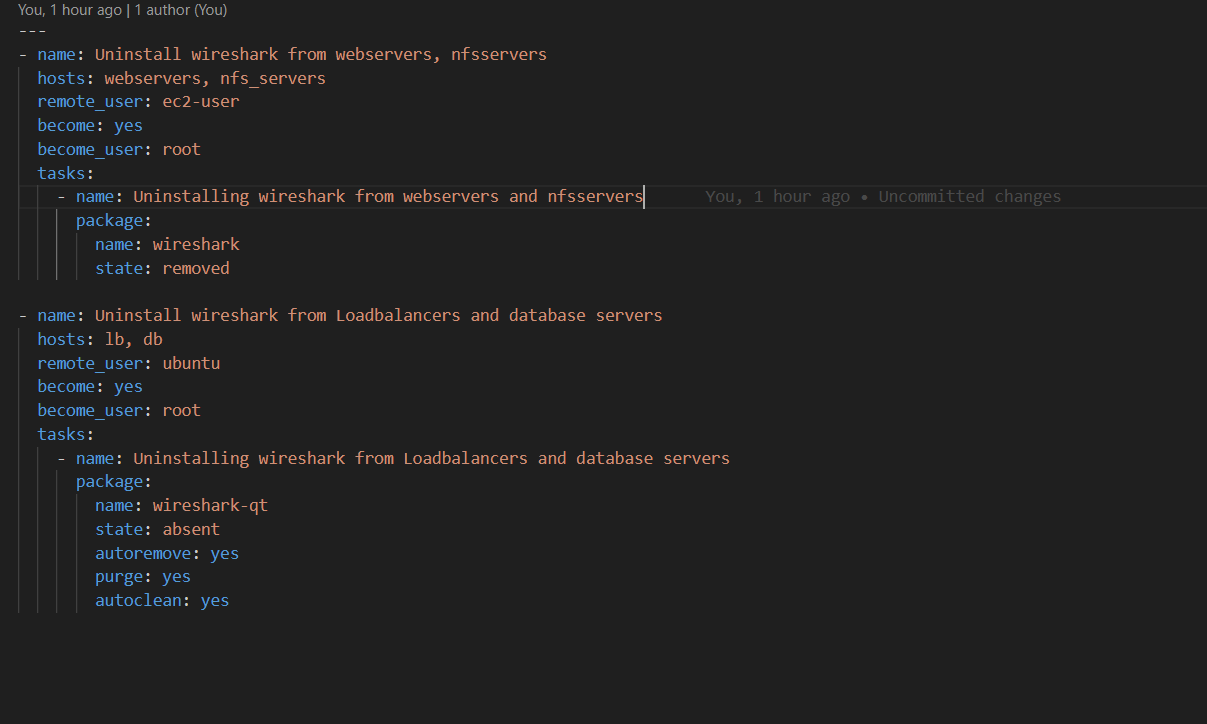 You, 1 hour ago | 1 author (You)
---
- name: Uninstall wireshark from webservers, nfsservers
hosts: webservers, nfs_servers
remote_user: ec2-user
become: yes
become_user: root
tasks:
- name: Uninstalling wireshark from webservers and nfsservers You, 1 hour ago • Uncommitted changes
package:
name: wireshark
state: removed
- name: Uninstall wireshark from Loadbalancers and database servers
hosts: lb, db
remote_user: ubuntu
become: yes
become_user: root
tasks:
- name: Uninstalling wireshark from Loadbalancers and database servers
package:
name: wireshark-qt
state: absent
autoremove: yes
purge: yes
autoclean: yes